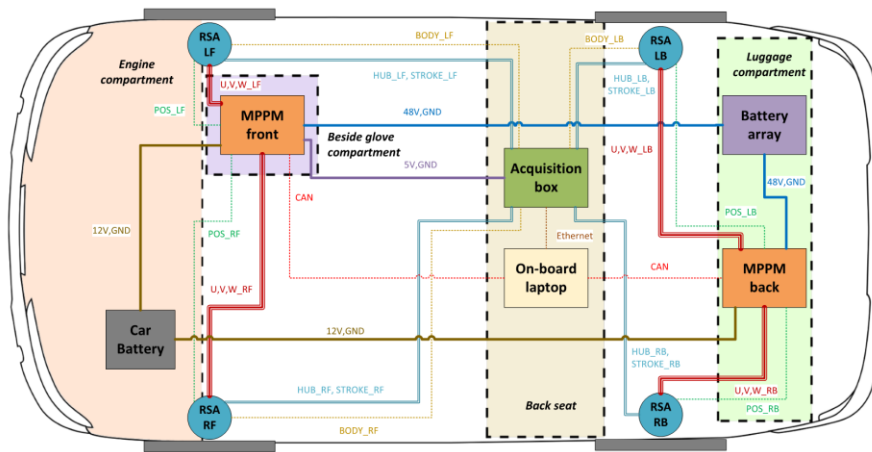 RSA
LF
BODY_LF
BODY_LB
RSA
LB
Engine
compartment
HUB_LF, STROKE_LF
HUB_LB,
STROKE_LB
Luggage
compartment
U,V,W_LF
POS_LF
MPPM
front
48V,GND
Battery
array
Beside glove
compartment
U,V,W_LB
5V,GND
Acquisition
box
48V,GND
CAN
POS_LB
12V,GND
POS_RF
Ethernet
On-board
laptop
CAN
MPPM
back
U,V,W_RF
Car
Battery
12V,GND
HUB_RB,
STROKE_RB
HUB_RF, STROKE_RF
U,V,W_RB
RSA
RF
Back seat
RSA
RB
POS_RB
BODY_RF